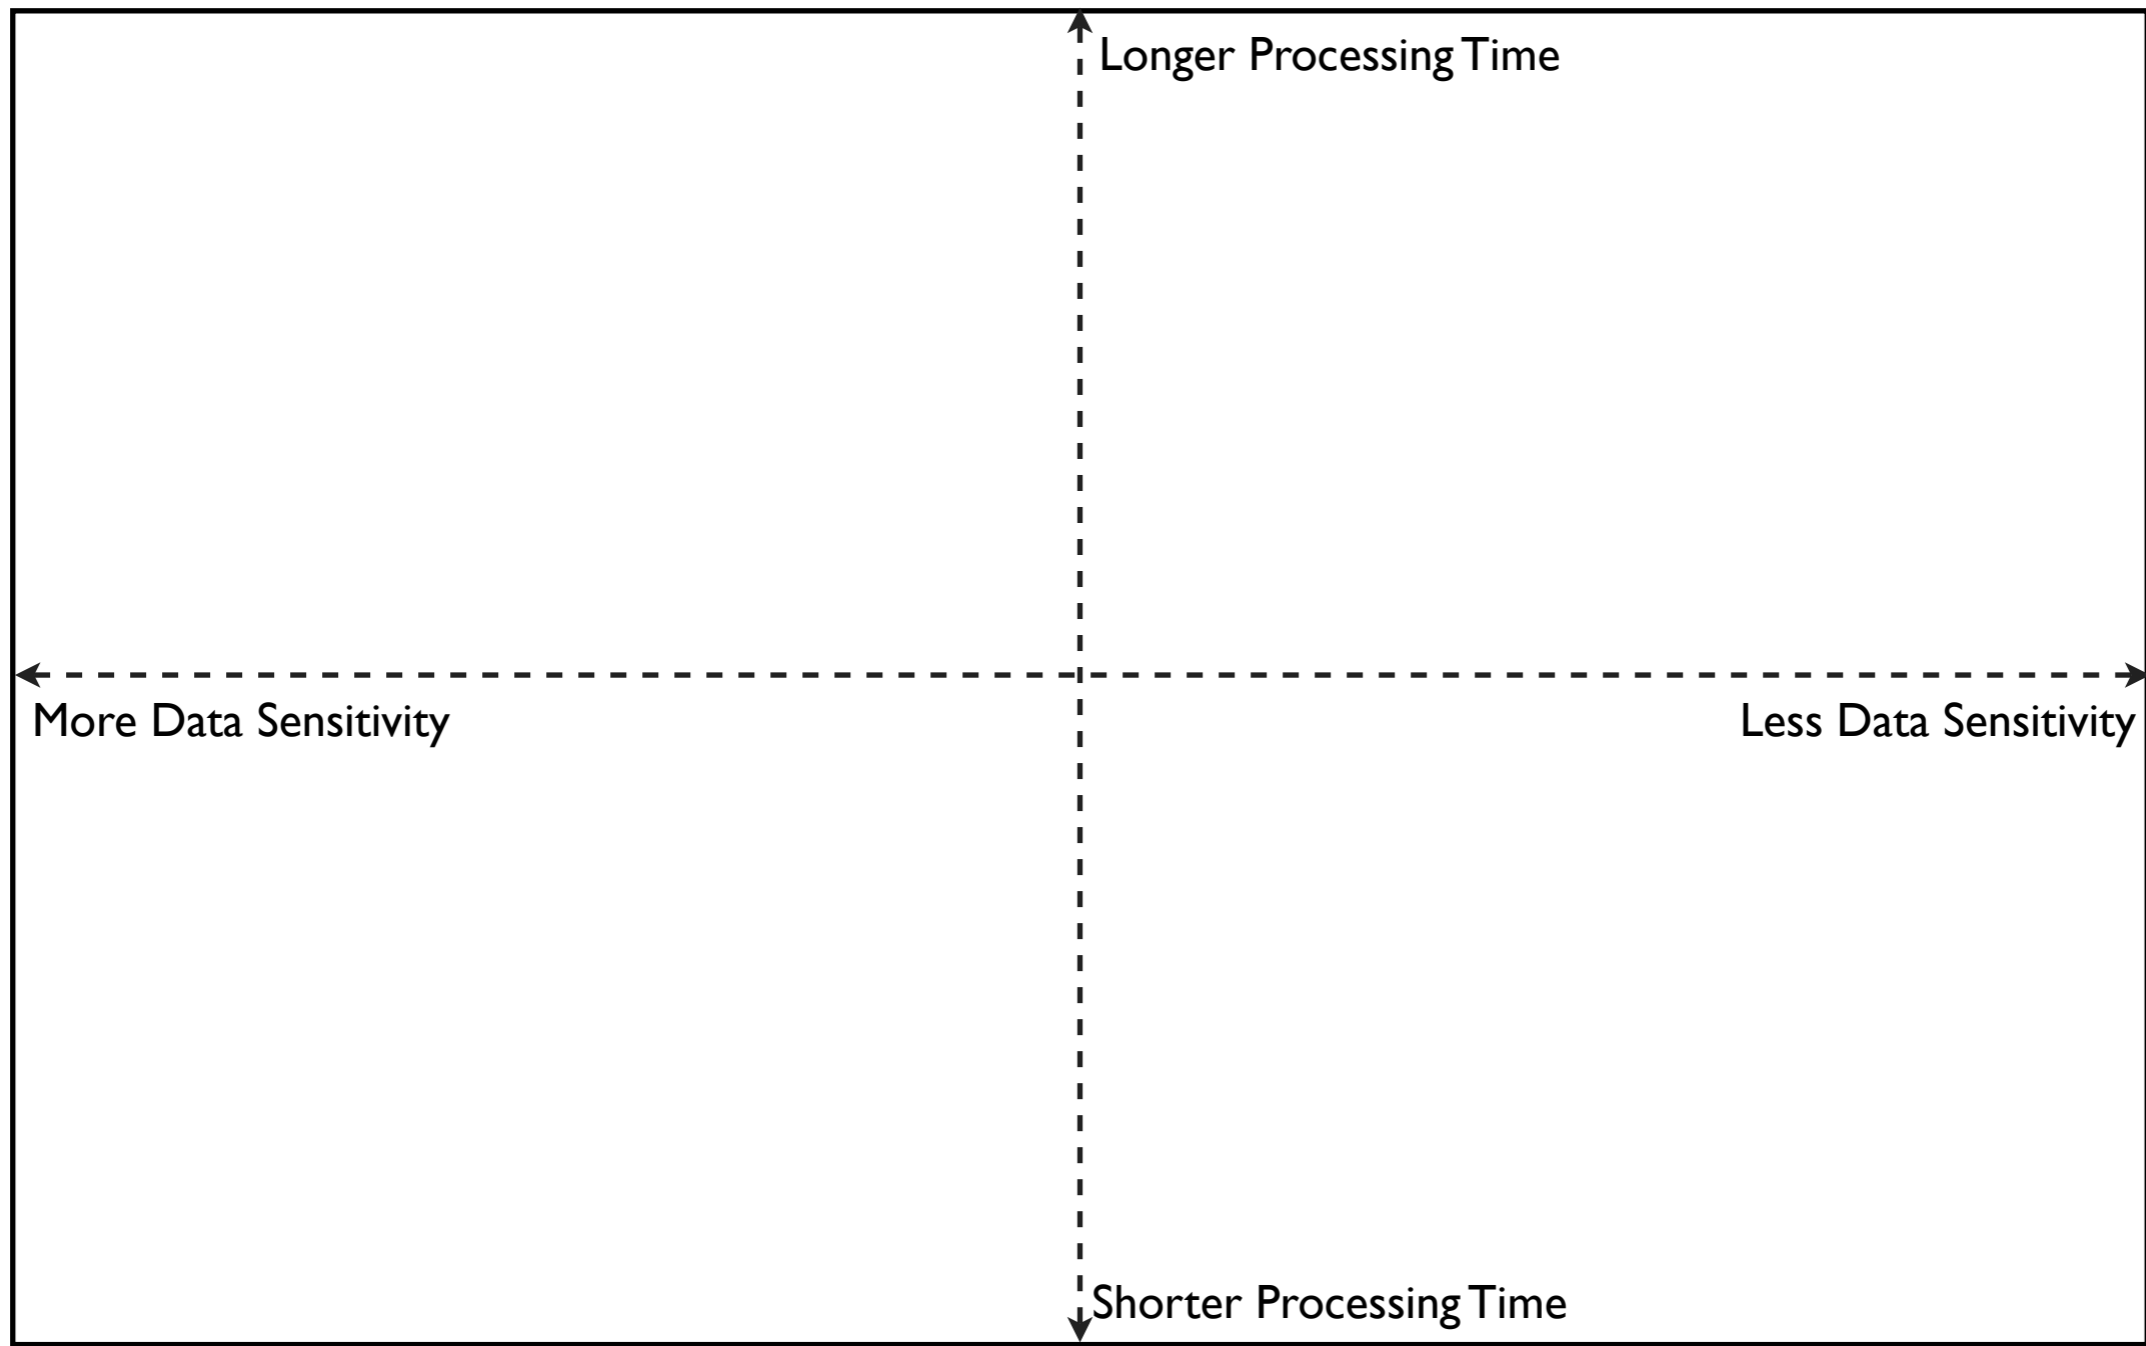 Longer Processing Time
More Data Sensitivity
Less Data Sensitivity
Shorter Processing Time